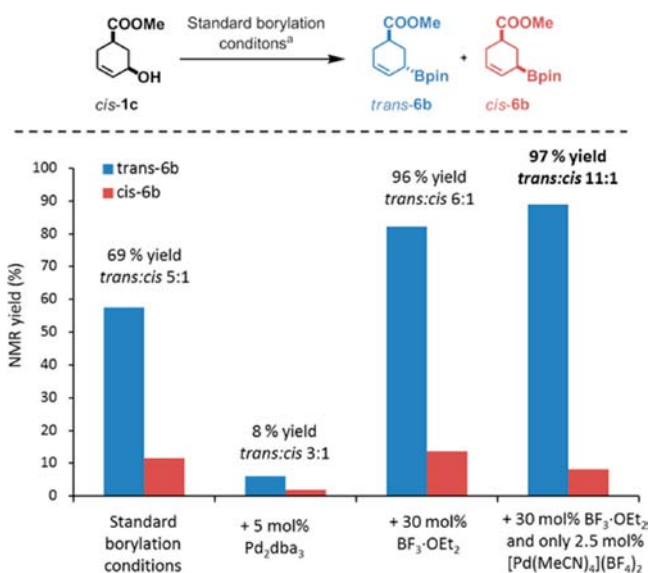 COOMe
OH
cis-1c
Standard borylation
conditonsᵃ
COOMe
Bpin
trans-6b
+
COOMe
Bpin
cis-6b
NMR yield (%)
100
90
80
70
60
50
40
30
20
10
0
trans-6b
cis-6b
69 % yield
trans:cis 5:1
8 % yield
trans:cis 3:1
96 % yield
trans:cis 6:1
97 % yield
trans:cis 11:1
Standard
borylation
conditions
+ 5 mol%
Pd₂dba₃
+ 30 mol%
BF₃·OEt₂
+ 30 mol% BF₃·OEt₂
and only 2.5 mol%
[Pd(MeCN)₄](BF₄)₂